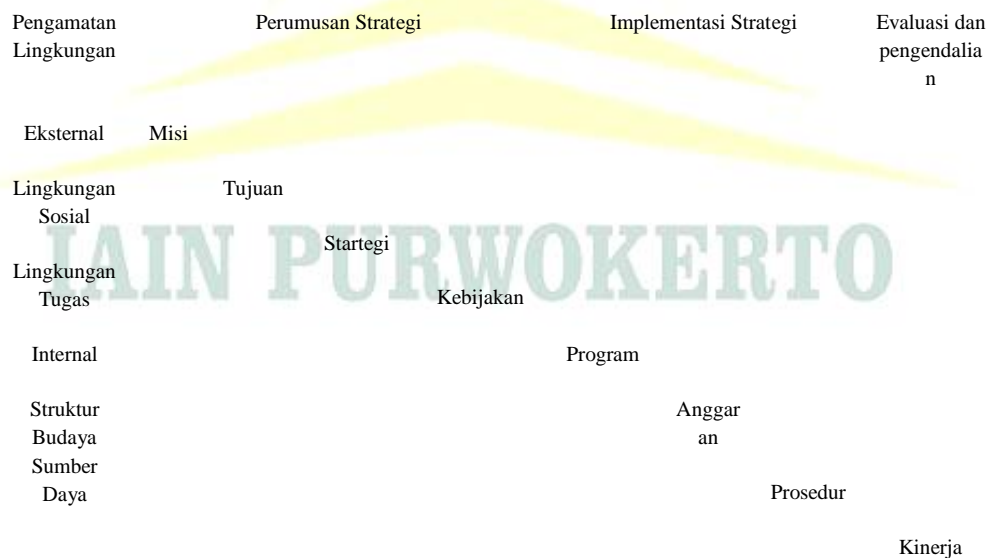 Pengamatan Perumusan Strategi Implementasi Strategi Evaluasi dan
Lingkungan pengendalia
n
Eksternal Misi
Lingkungan Tujuan
Sosial
Startegi
Lingkungan
Tugas Kebijakan
IAIN PURWOKERTO
Internal Program
Struktur Anggar
Budaya an
Sumber
Daya Prosedur
Kinerja